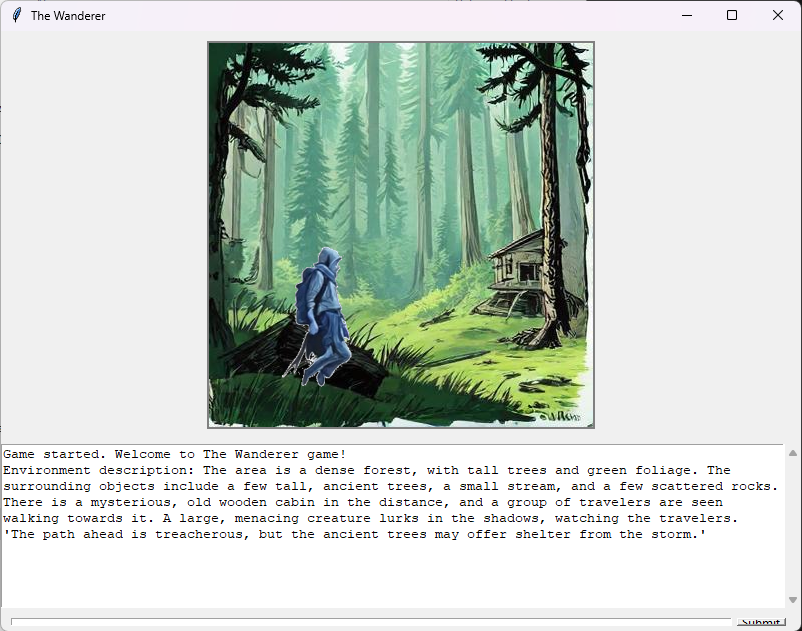 The Wanderer
Game started. Welcome to The Wanderer game!
Environment description: The area is a dense forest, with tall trees and green foliage. The
surrounding objects include a few tall, ancient trees, a small stream, and a few scattered rocks.
There is a mysterious, old wooden cabin in the distance, and a group of travelers are seen
walking towards it. A large, menacing creature lurks in the shadows, watching the travelers.
'The path ahead is treacherous, but the ancient trees may offer shelter from the storm.'
Submit